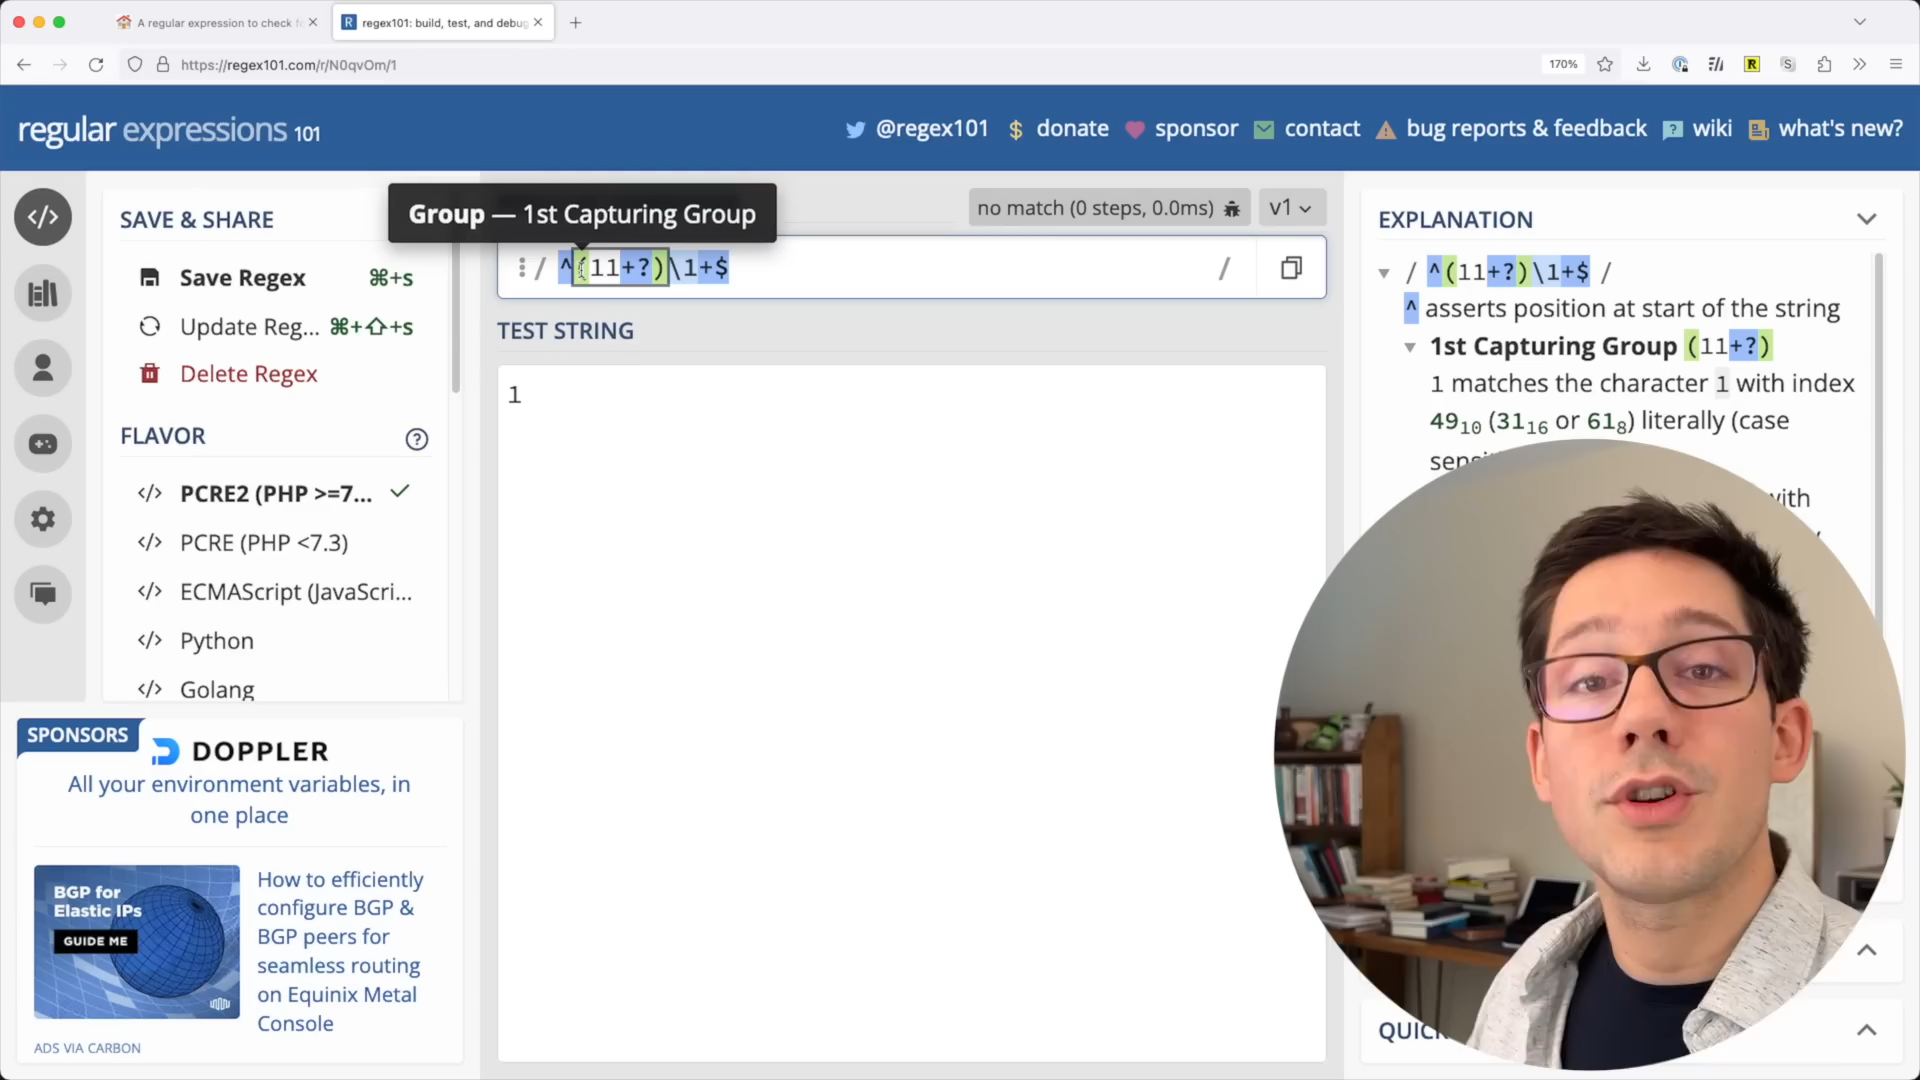 A regular expression to check f
regex101: build, test, and debug
https://regex101.com/r/N0qvOm/1
170%
regular expressions 101
@regex101
$ donate
sponsor
contact
bug reports & feedback
wiki
what's new?
SAVE & SHARE
Save Regex ⌘+s
Update Reg... ⌘+⇧+s
Delete Regex
FLAVOR
</> PCRE2 (PHP >=7...
</> PCRE (PHP <7.3)
</> ECMAScript (JavaScri...
</> Python
</> Golang
SPONSORS
DOPPLER
All your environment variables, in
one place
BGP for
Elastic IPs
GUIDE ME
How to efficiently
configure BGP &
BGP peers for
seamless routing
on Equinix Metal
Console
ADS VIA CARBON
Group — 1st Capturing Group
no match (0 steps, 0.0ms)
v1
/ ^(11+?)\1+$ /
TEST STRING
1
EXPLANATION
/ ^(11+?)\1+$ /
^ asserts position at start of the string
1st Capturing Group (11+?)
1 matches the character 1 with index
49₁₀ (31₁₆ or 61₈) literally (case
with